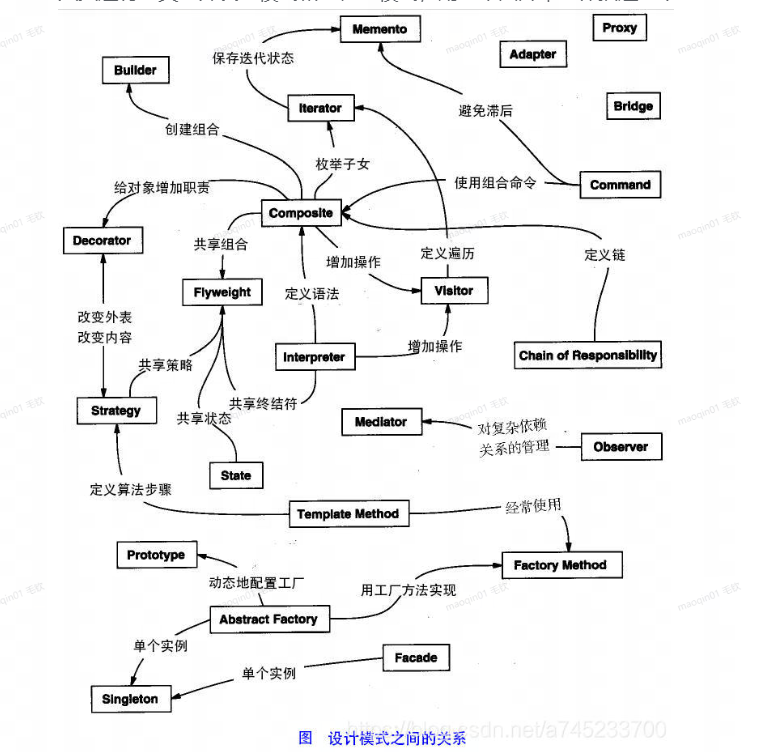 Memento
Proxy
Adapter
保存迭代状态
Builder
Iterator
Bridge
避免滞后
创建组合
枚举子女
给对象增加职责
使用组合命令
Command
Composite
Decorator
共享组合
增加操作
定义遍历
定义链
Flyweight
定义语法
Visitor
改变外表
改变内容
增加操作
Interpreter
Chain of Responsibility
共享策略
Strategy
共享状态
共享终结符
Mediator
对复杂依赖
关系的管理
Observer
State
定义算法步骤
Template Method
经常使用
Prototype
动态地配置工厂
用工厂方法实现
Factory Method
Abstract Factory
单个实例
Facade
单个实例
Singleton
https://blog.csdn.net/a745233700
图 设计模式之间的关系
maoqin01 毛钦